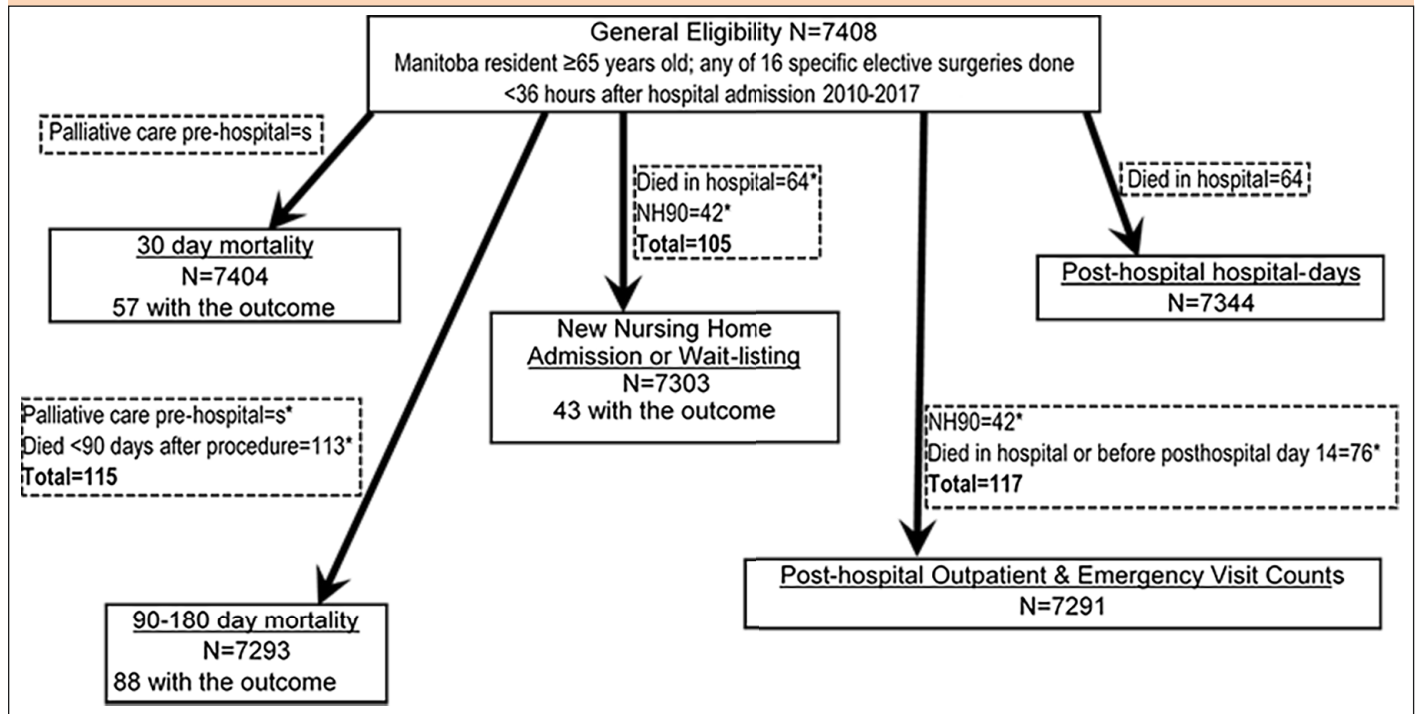 General Eligibility N=7408
Manitoba resident ≥65 years old; any of 16 specific elective surgeries done
<36 hours after hospital admission 2010-2017
Palliative care pre-hospital=s
30 day mortality
N=7404
57 with the outcome
Died in hospital=64*
NH90=42*
Total=105
New Nursing Home
Admission or Wait-listing
N=7303
43 with the outcome
Died in hospital=64
Post-hospital hospital-days
N=7344
Palliative care pre-hospital=s*
Died <90 days after procedure=113*
Total=115
90-180 day mortality
N=7293
88 with the outcome
NH90=42*
Died in hospital or before posthospital day 14=76*
Total=117
Post-hospital Outpatient & Emergency Visit Counts
N=7291